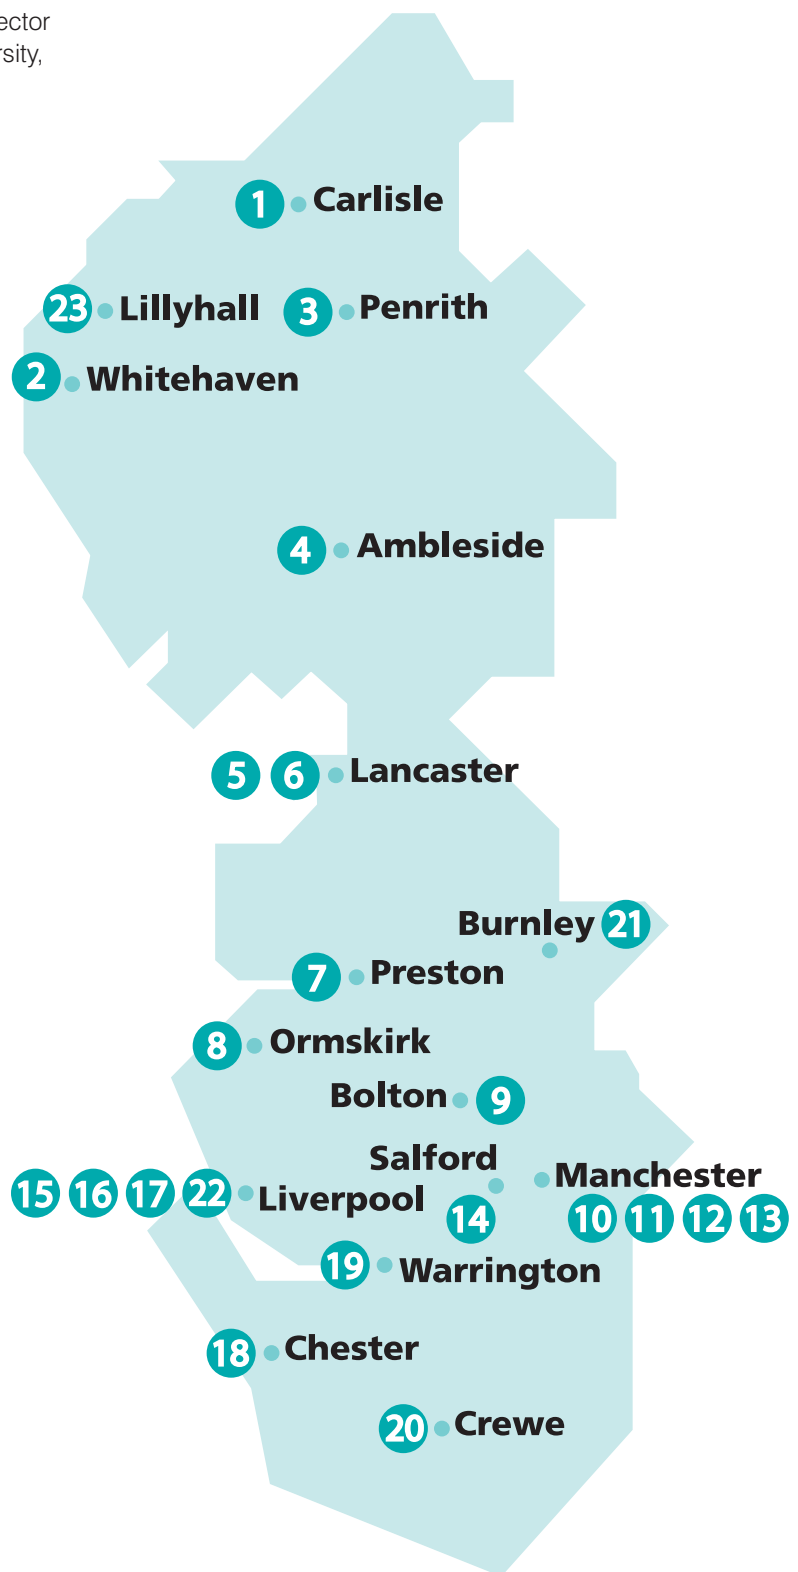 ector
rsity,
1 Carlisle
23 Lillyhall 3 Penrith
2 Whitehaven
4 Ambleside
5 6 Lancaster
Burnley 21
7 Preston
8 Ormskirk
Bolton 9
Salford
Manchester
15 16 17 22 Liverpool
14
10 11 12 13
19 Warrington
18 Chester
20 Crewe